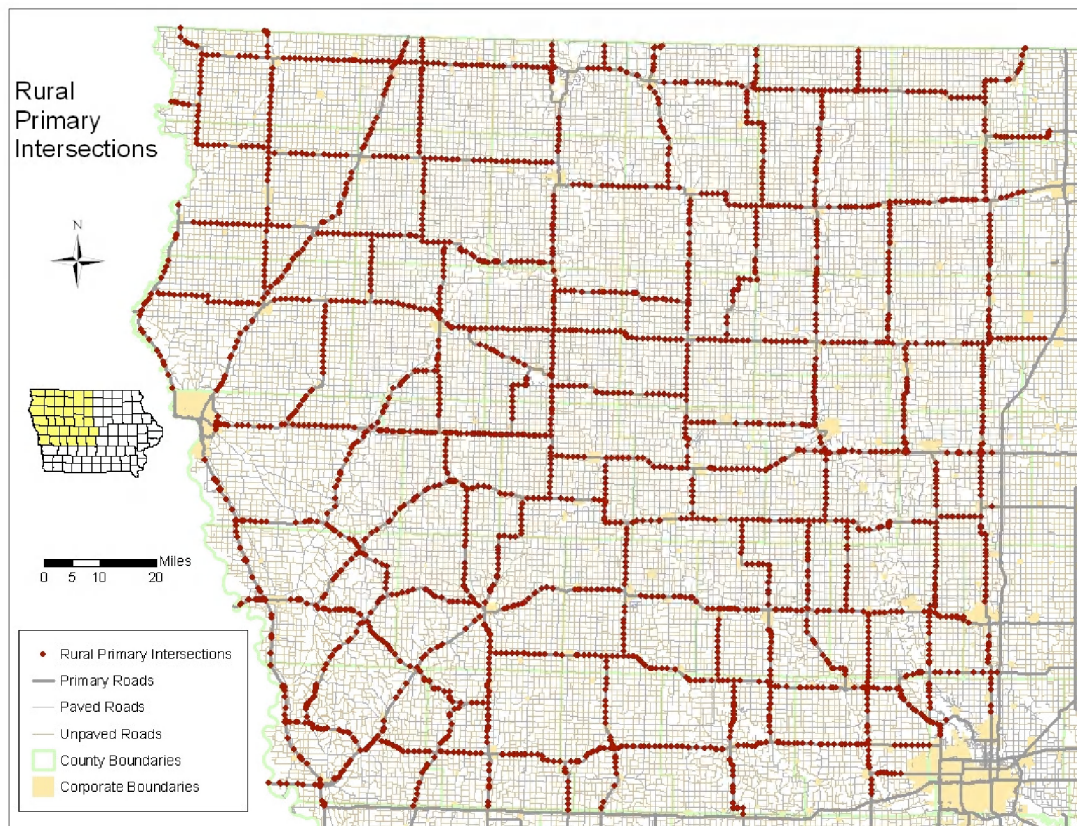 Rural
Primary
Intersections
N
Miles
0 5 10 20
Rural Primary Intersections
Primary Roads
Paved Roads
Unpaved Roads
County Boundaries
Corporate Boundaries